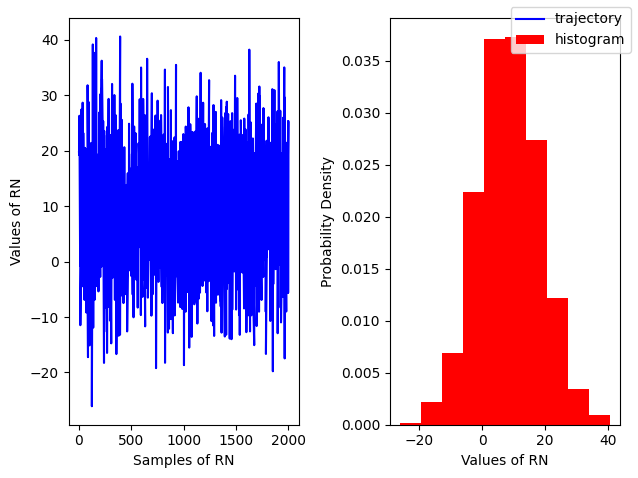 trajectory
histogram
40
30
20
10
0
−10
−20
Values of RN
0 500 1000 1500 2000
Samples of RN
0.035
0.030
0.025
0.020
0.015
0.010
0.005
0.000
Probability Density
−20 0 20 40
Values of RN